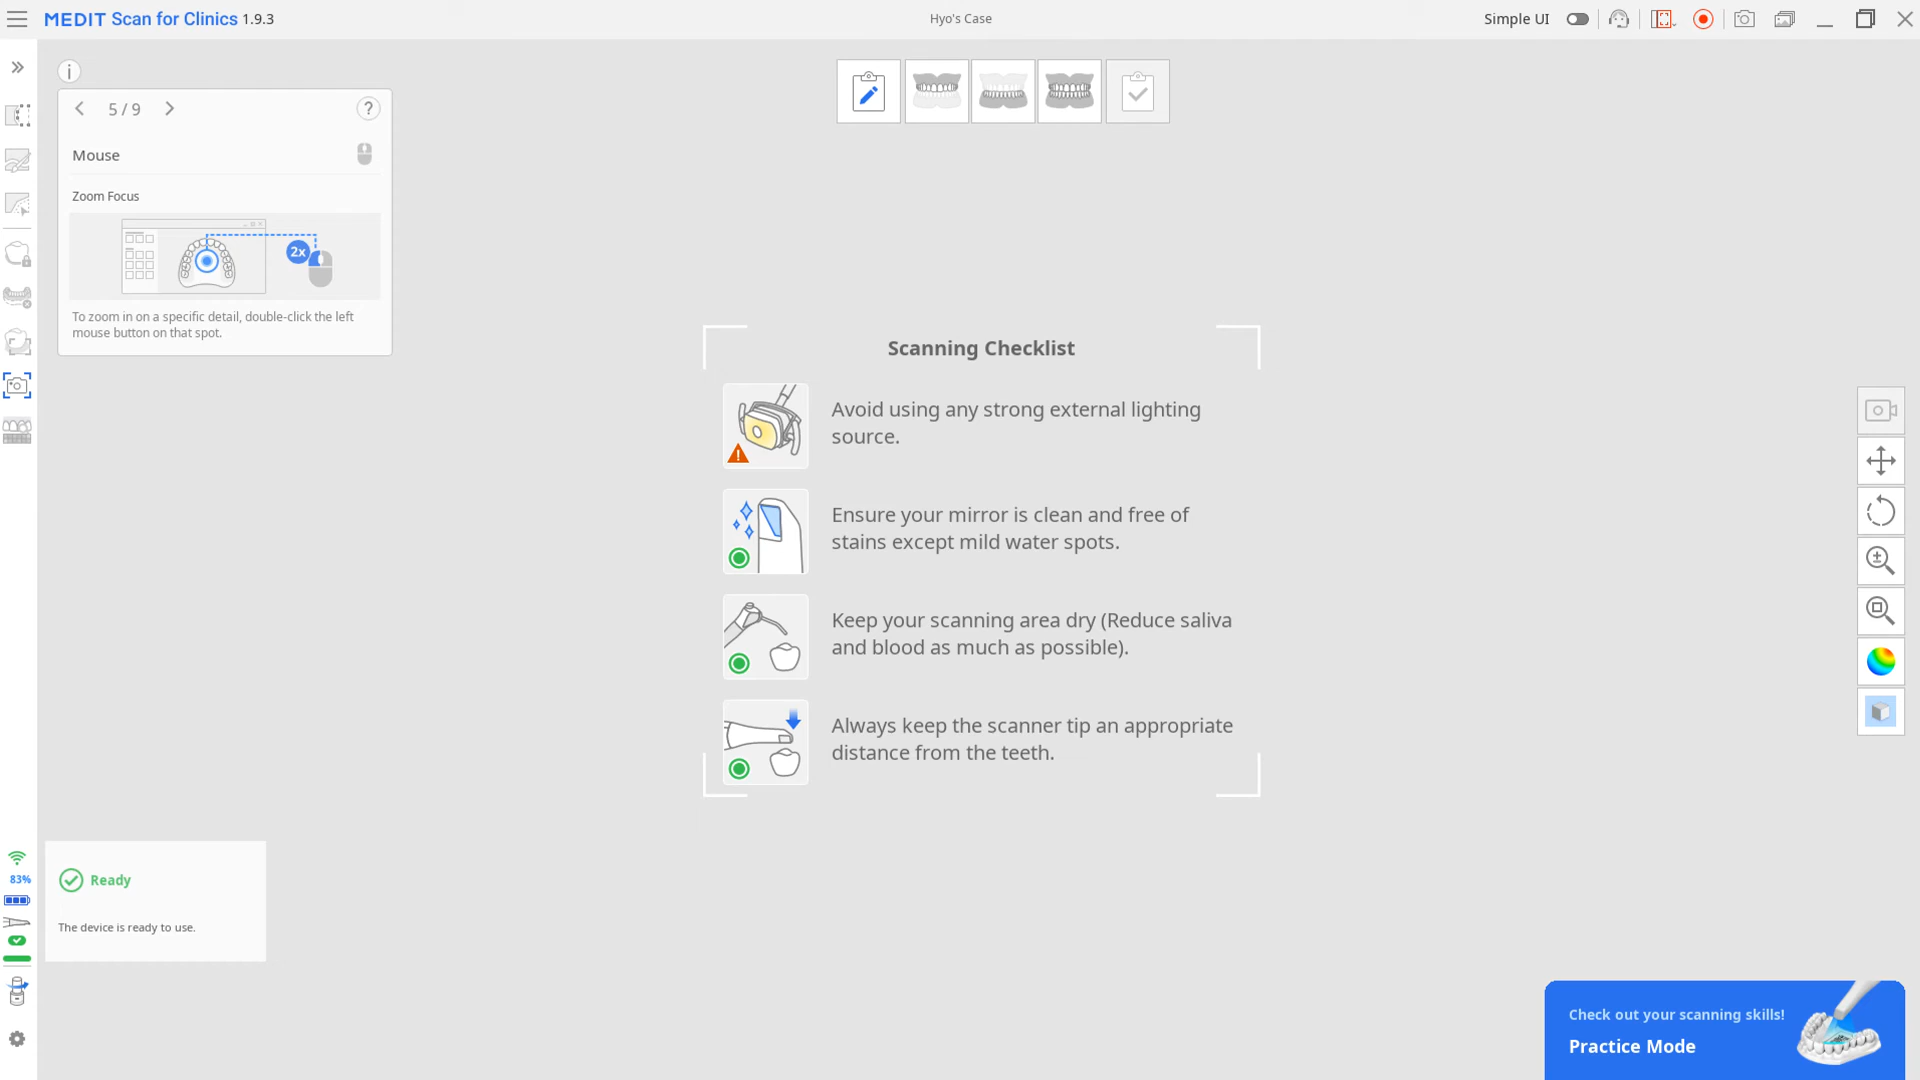 MEDIT Scan for Clinics 1.9.3
Hyo's Case
Simple UI
i
5 / 9
?
Mouse
Zoom Focus
2x
To zoom in on a specific detail, double-click the left
mouse button on that spot.
Scanning Checklist
Avoid using any strong external lighting
source.
Ensure your mirror is clean and free of
stains except mild water spots.
Keep your scanning area dry (Reduce saliva
and blood as much as possible).
Always keep the scanner tip an appropriate
distance from the teeth.
83%
Ready
The device is ready to use.
Check out your scanning skills!
Practice Mode